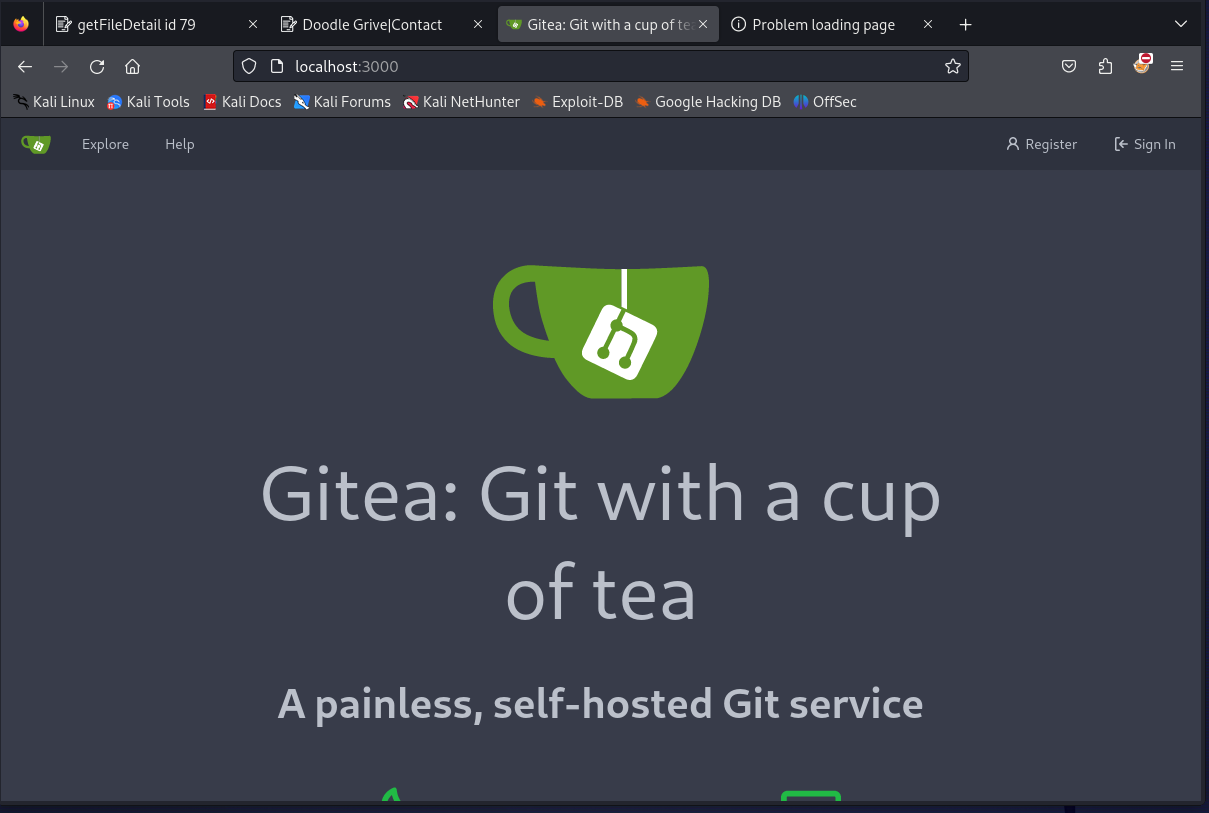 getFileDetail id 79
Doodle Grive|Contact
Gitea: Git with a cup of tea
Problem loading page
localhost:3000
Kali Linux
Kali Tools
Kali Docs
Kali Forums
Kali NetHunter
Exploit-DB
Google Hacking DB
OffSec
Explore
Help
Register
Sign In
Gitea: Git with a cup
of tea
A painless, self-hosted Git service